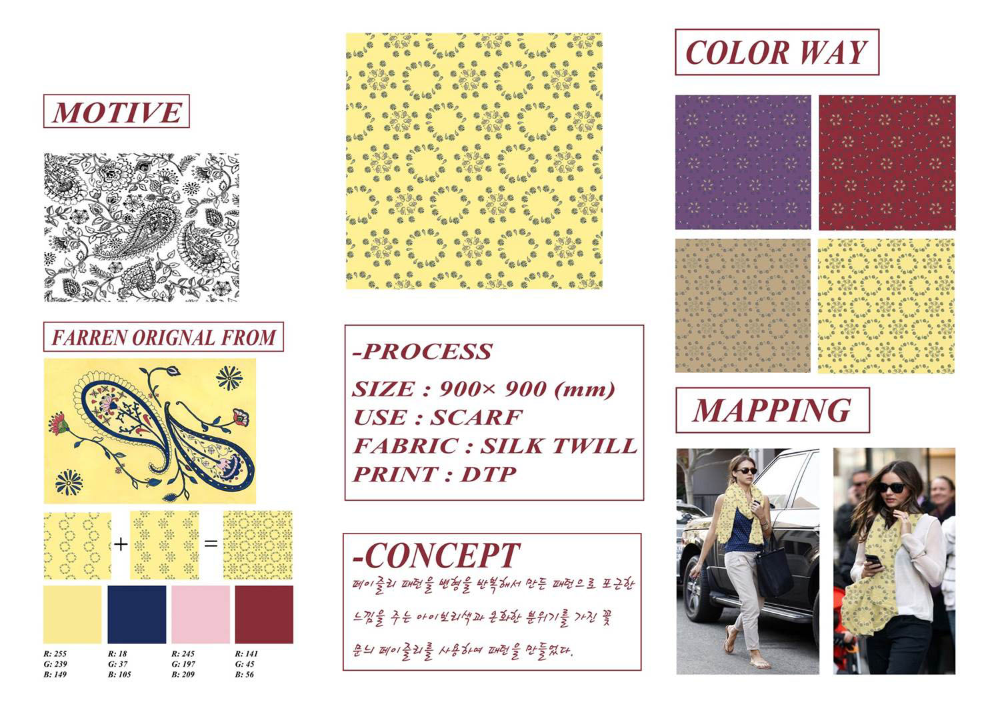 MOTIVE
FARREN ORIGNAL FROM
+ =
R: 255
G: 239
B: 149
R: 18
G: 37
B: 105
R: 245
G: 197
B: 209
R: 141
G: 45
B: 56
-PROCESS
SIZE : 900× 900 (mm)
USE : SCARF
FABRIC : SILK TWILL
PRINT : DTP
-CONCEPT
페이즐리 패턴을 변형을 반복해서 만든 패턴으로 포근한
느낌을 주는 아이보리색과 온화한 분위기를 가진 꽃
문늬 페이즐리를 사용하여 패턴을 만들었다.
COLOR WAY
MAPPING